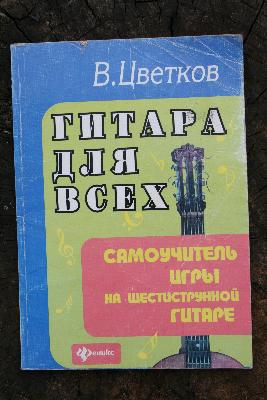 В.Цветков
ГИТАРА
ДЛЯ
ВСЕХ
САМОУЧИТЕЛЬ
ИГРЫ
НА ШЕСТИСТРУННОЙ
ГИТАРЕ
Феникс